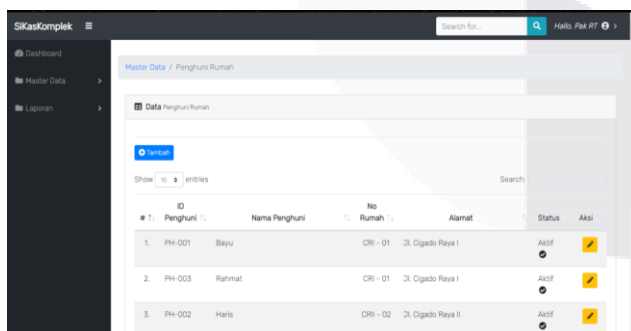 SiKasKomplek
Search for...
Hallo, Pak RT
Dashboard
Master Data
Laporan
Master Data / Penghuni Rumah
Data Penghuni Rumah
Tambah
Show 10 entries
Search:
# ID Penghuni Nama Penghuni No Rumah Alamat Status Aksi
1. PH-001 Bayu CRI - 01 Jl. Cigado Raya I Aktif
2. PH-003 Rahmat CRI - 01 Jl. Cigado Raya I Aktif
3. PH-002 Haris CRII - 02 Jl. Cigado Raya II Aktif